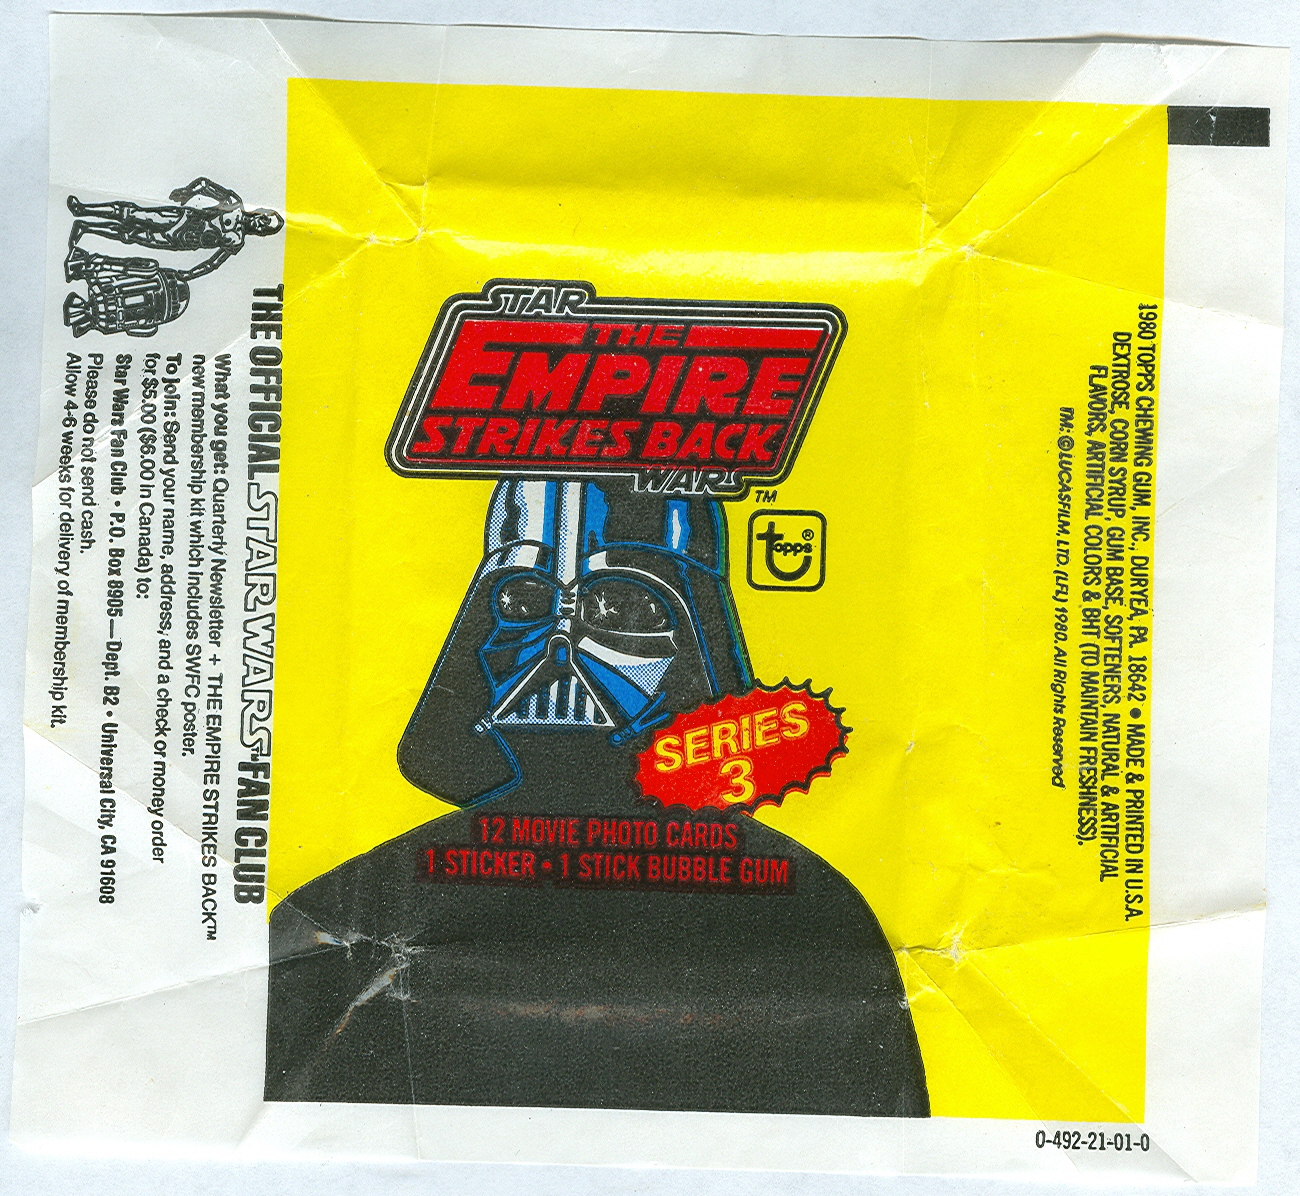 STAR
THE
EMPIRE
STRIKES BACK
WARS™
topps®
SERIES
3
12 MOVIE PHOTO CARDS
1 STICKER • 1 STICK BUBBLE GUM
THE OFFICIAL STAR WARS™ FAN CLUB
What you get: Quarterly Newsletter + THE EMPIRE STRIKES BACK™
new membership kit which includes SWFC poster.
To join: Send your name, address, and a check or money order
for $5.00 ($6.00 in Canada) to:
Star Wars Fan Club • P.O. Box 8905—Dept. B2 • Universal City, CA 91608
Please do not send cash.
Allow 4-6 weeks for delivery of membership kit.
1980 TOPPS CHEWING GUM, INC., DURYEA, PA. 18642 • MADE & PRINTED IN U.S.A.
DEXTROSE, CORN SYRUP, GUM BASE, SOFTENERS, NATURAL & ARTIFICIAL
FLAVORS, ARTIFICIAL COLORS & BHT (TO MAINTAIN FRESHNESS).
TM: © LUCASFILM, LTD. (LFL) 1980. All Rights Reserved
0-492-21-01-0